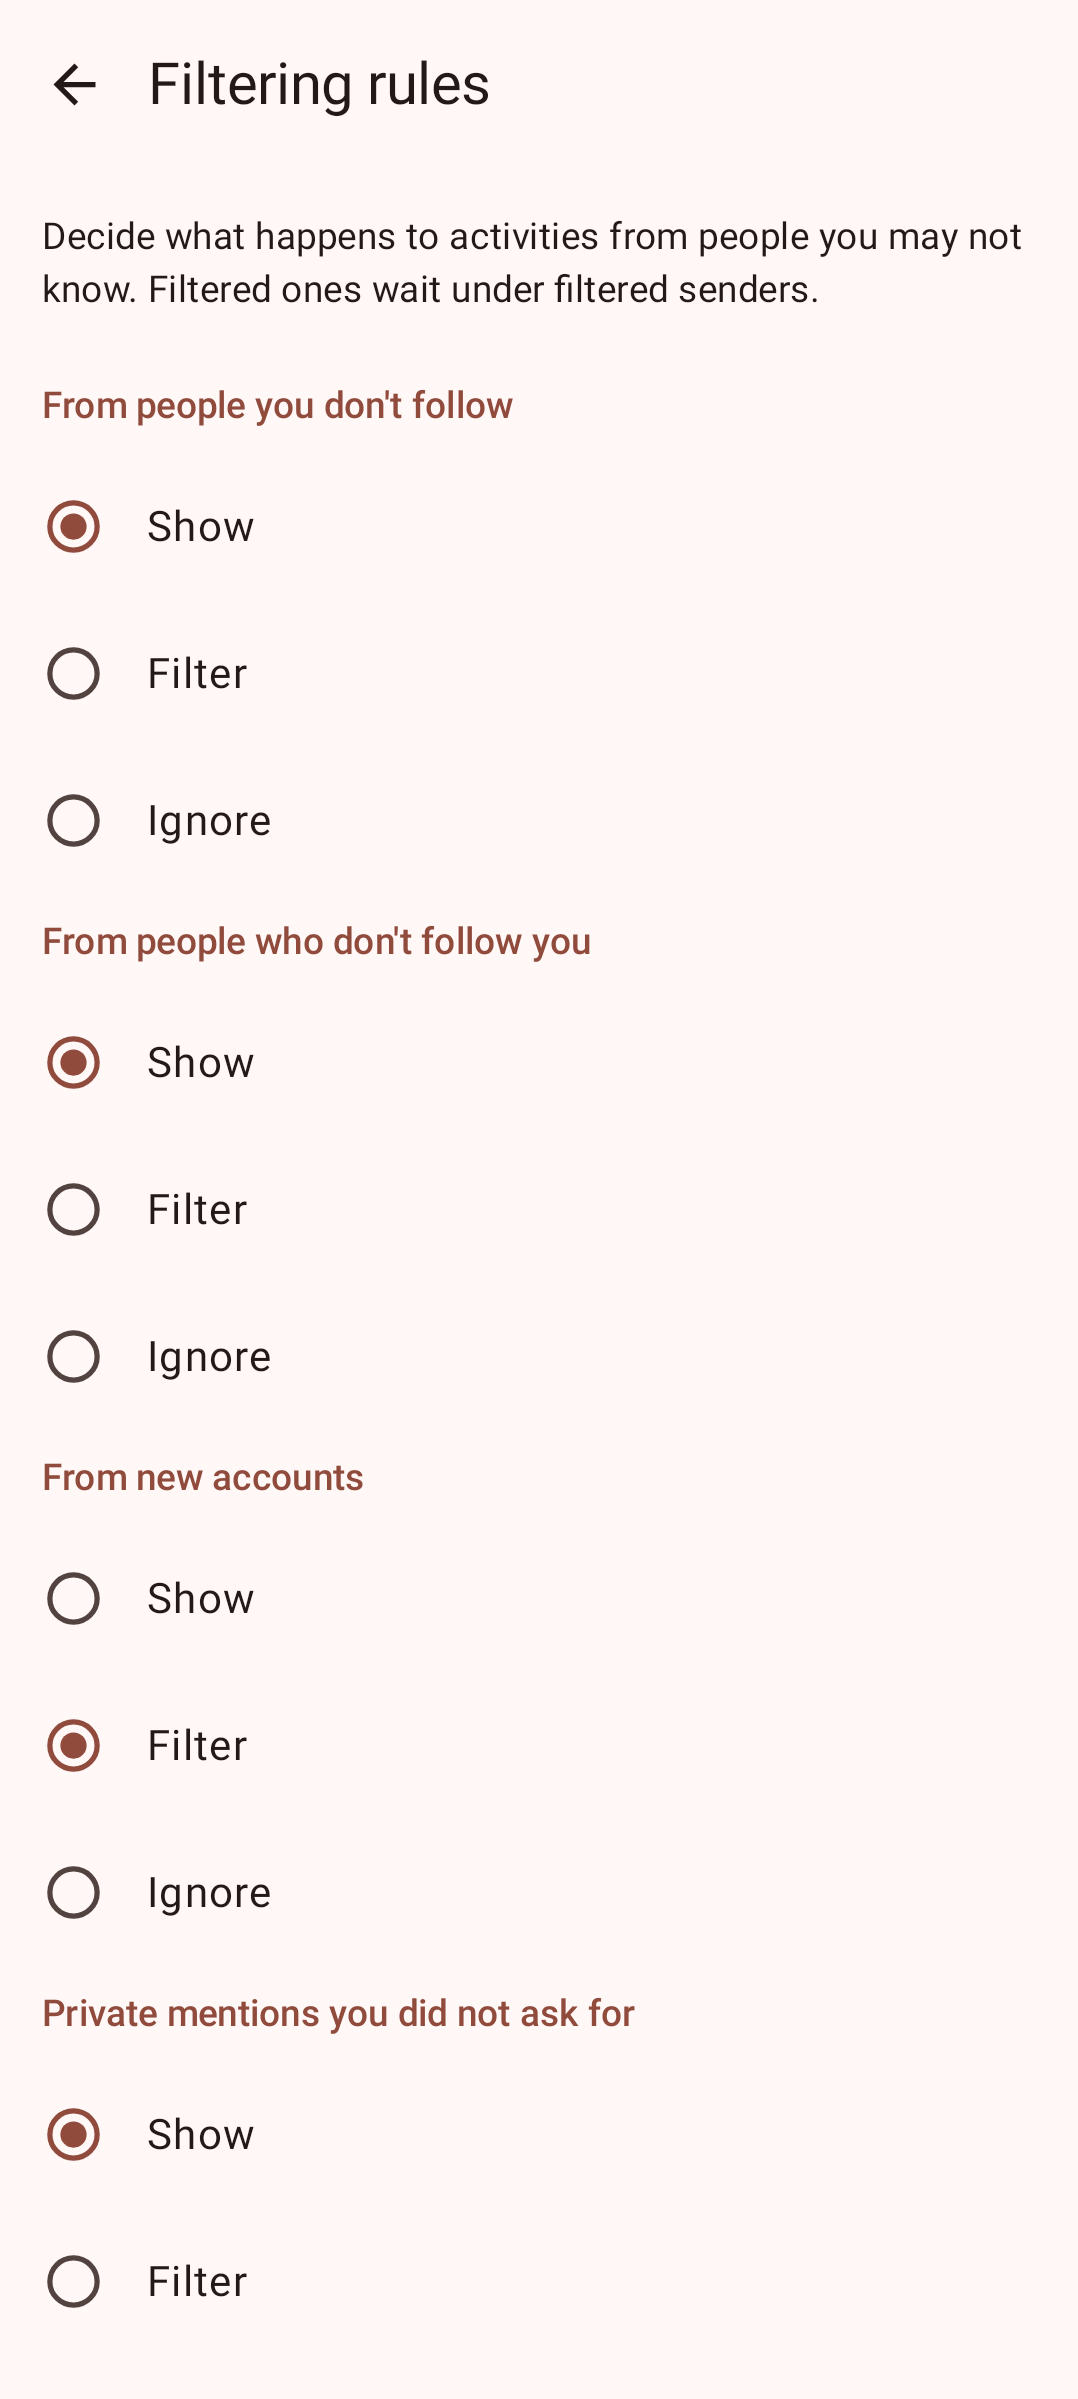 Filtering rules
Decide what happens to activities from people you may not
know. Filtered ones wait under filtered senders.
From people you don't follow
Show
Filter
Ignore
From people who don't follow you
Show
Filter
Ignore
From new accounts
Show
Filter
Ignore
Private mentions you did not ask for
Show
Filter